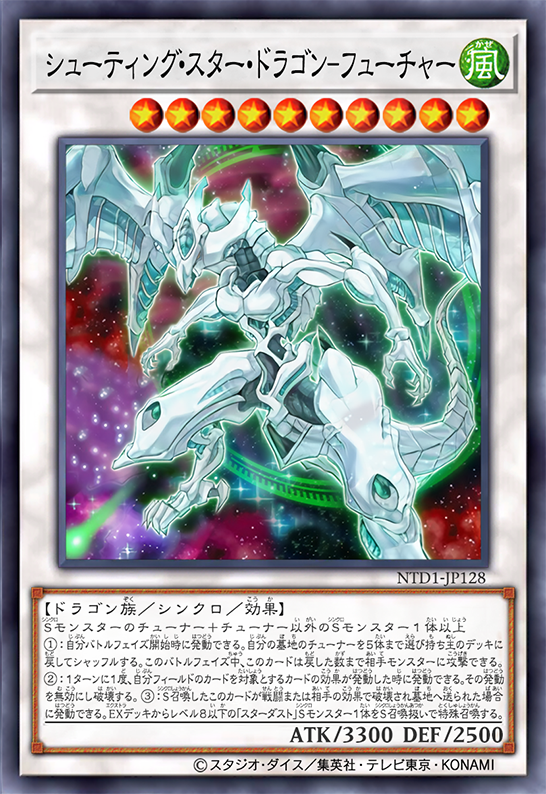 シューティング・スター・ドラゴン-フューチャー
風
NTD1-JP128
【ドラゴン族／シンクロ／効果】
Sモンスターのチューナー＋チューナー以外のSモンスター1体以上
①：自分バトルフェイズ開始時に発動できる。自分の墓地のチューナーを5体まで選び持ち主のデッキに
戻してシャッフルする。このバトルフェイズ中、このカードは戻した数まで相手モンスターに攻撃できる。
②：1ターンに1度、自分フィールドのカードを対象とするカードの効果が発動した時に発動できる。その発動
を無効にし破壊する。③：S召喚したこのカードが戦闘または相手の効果で破壊され墓地へ送られた場合
に発動できる。EXデッキからレベル8以下の「スターダスト」Sモンスター1体をS召喚扱いで特殊召喚する。
ATK/3300 DEF/2500
©スタジオ・ダイス／集英社・テレビ東京・KONAMI